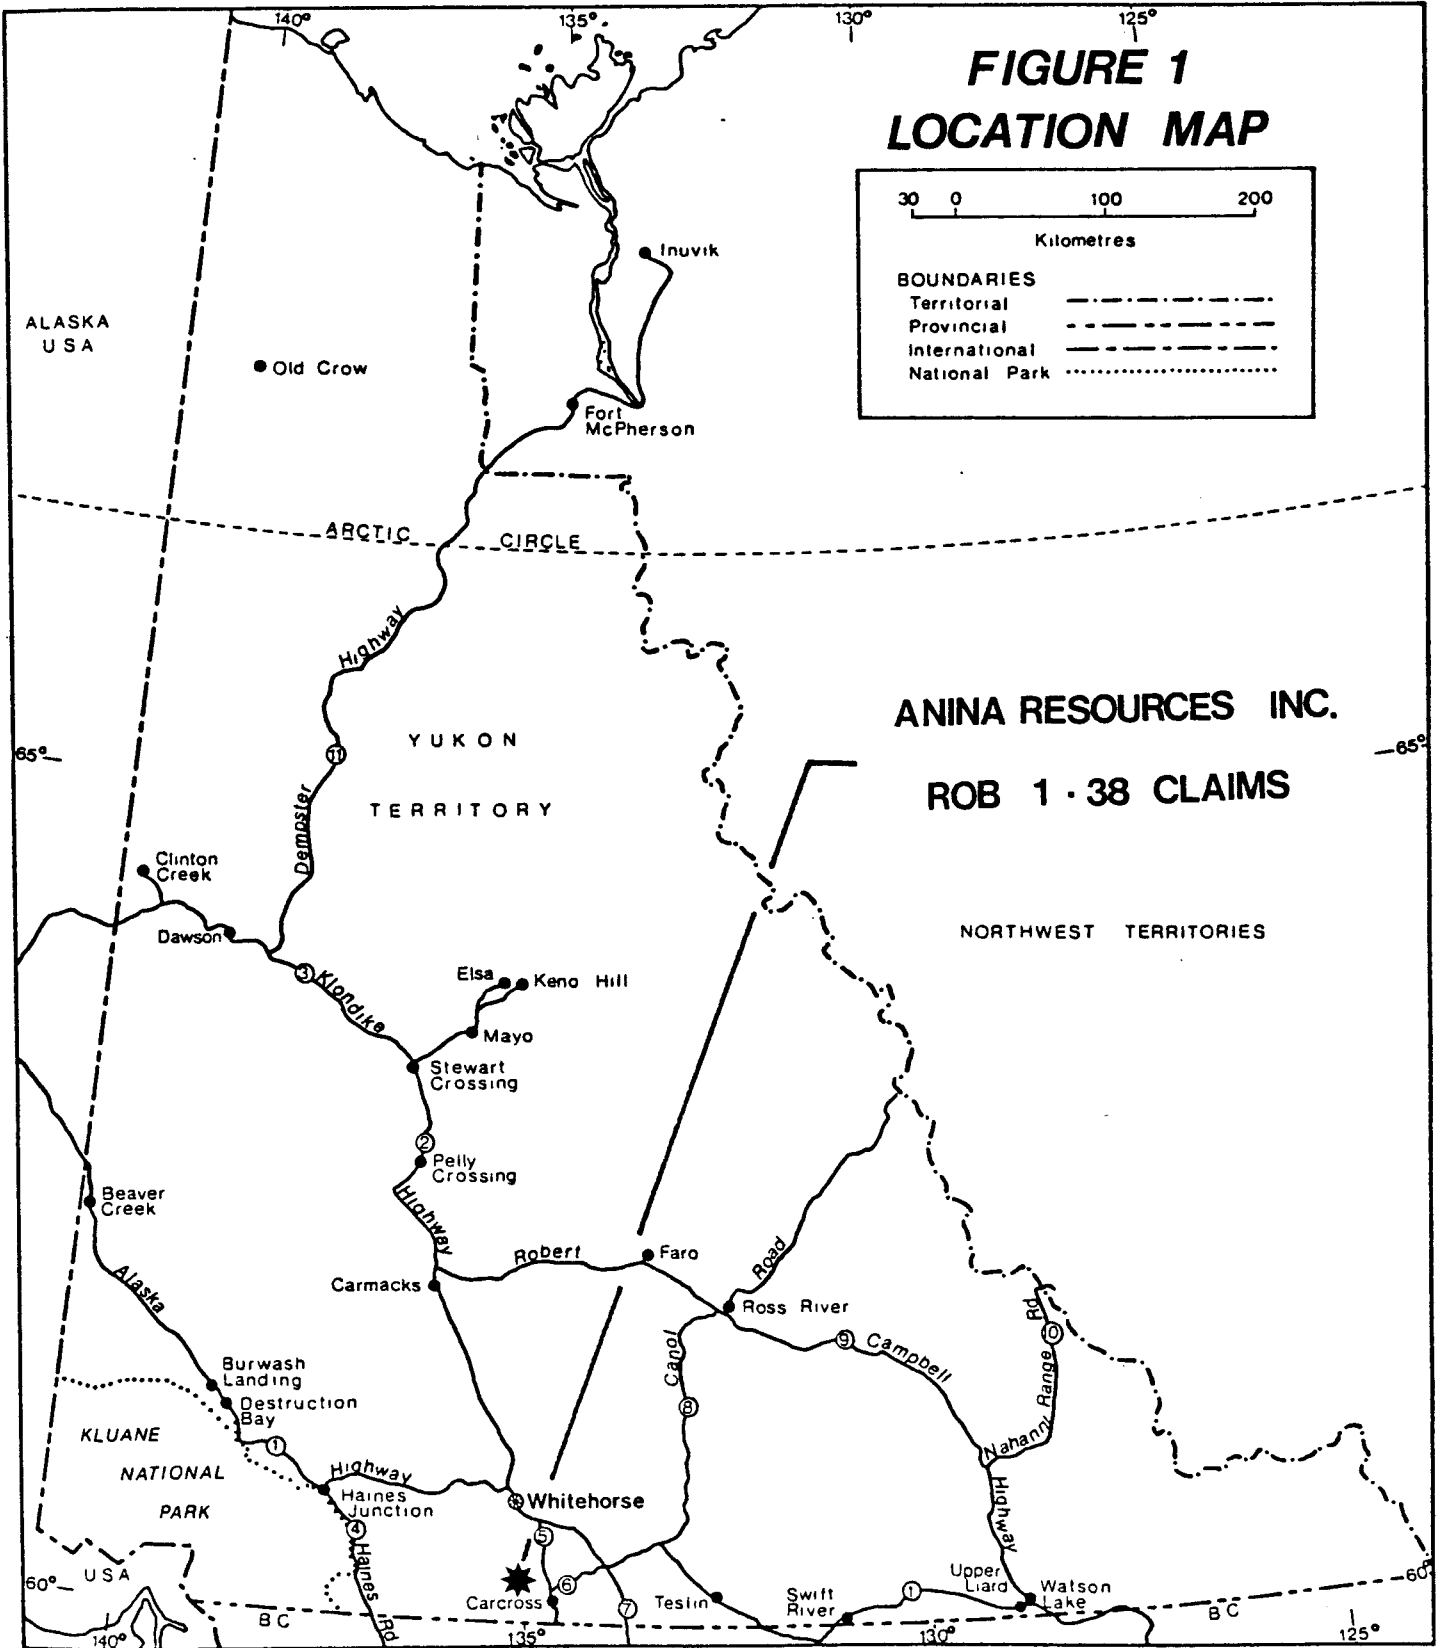 140°
135°
130°
125°
FIGURE 1
LOCATION MAP
30 0 100 200
Kilometres
BOUNDARIES
Territorial
Provincial
International
National Park
Inuvik
ALASKA
USA
Old Crow
Fort
McPherson
ARCTIC CIRCLE
Highway
YUKON
TERRITORY
65°
65°
11
Dempster
ANINA RESOURCES INC.
ROB 1 · 38 CLAIMS
NORTHWEST TERRITORIES
Clinton
Creek
Dawson
3
Klondike
Elsa
Keno Hill
Mayo
Stewart
Crossing
2
Pelly
Crossing
Highway
Beaver
Creek
Alaska
Robert
Faro
Carmacks
Road
Ross River
Canol
8
9
Campbell
Rd
10
Nahanni Range
Burwash
Landing
Destruction
Bay
KLUANE
NATIONAL
PARK
1
Highway
Haines
Junction
4
Haines
Rd
Whitehorse
5
6
7
Carcross
Teslin
Swift
River
1
Upper
Liard
Watson
Lake
Highway
60°
60°
USA
BC
BC
140°
135°
130°
125°